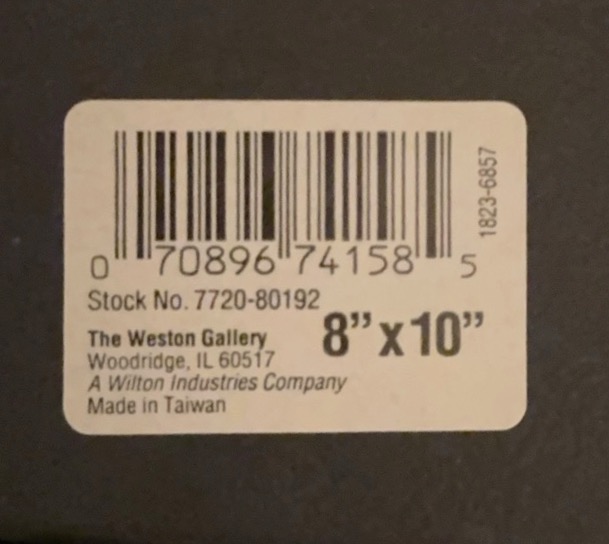 0 70896 74158 5
1823-6857
Stock No. 7720-80192
8" x 10"
The Weston Gallery
Woodridge, IL 60517
A Wilton Industries Company
Made in Taiwan